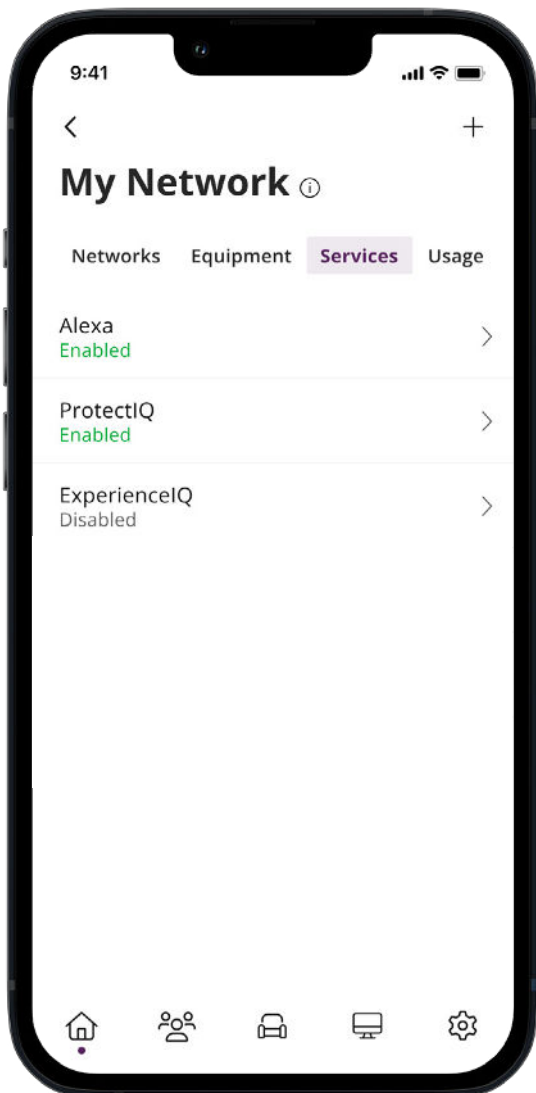 9:41
My Network
Networks Equipment Services Usage
Alexa
Enabled
ProtectIQ
Enabled
ExperienceIQ
Disabled